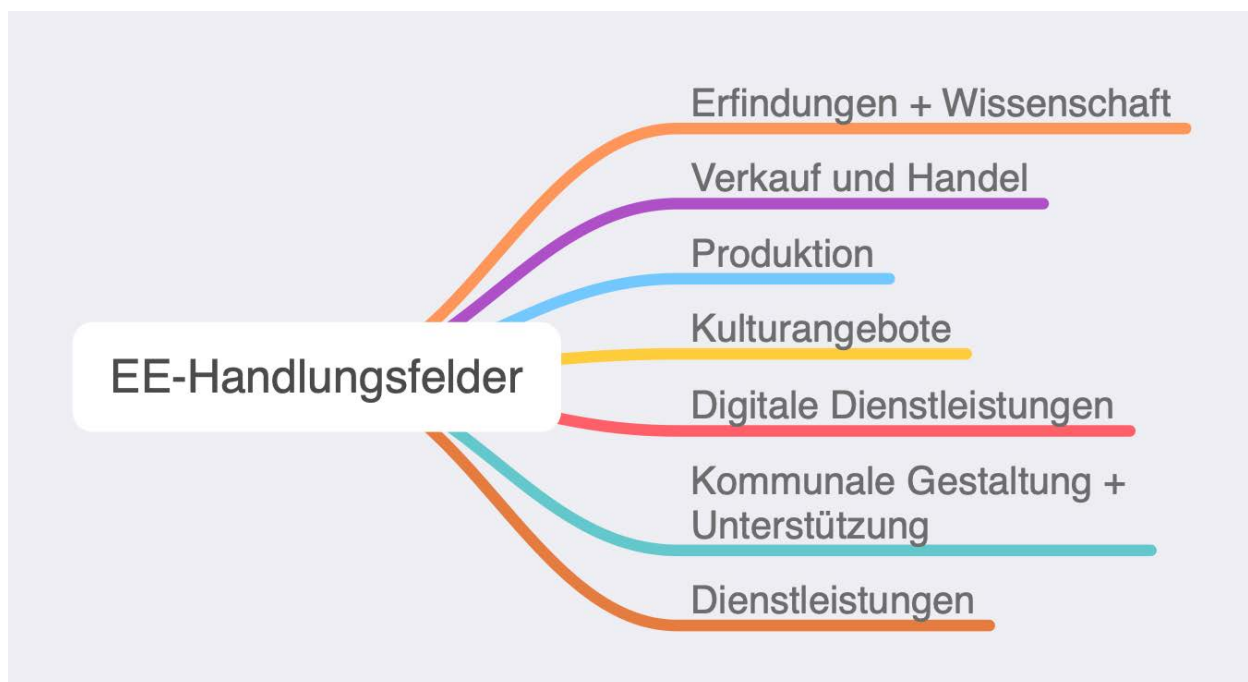 Erfindungen + Wissenschaft
Verkauf und Handel
Produktion
Kulturangebote
EE-Handlungsfelder
Digitale Dienstleistungen
Kommunale Gestaltung +
Unterstützung
Dienstleistungen